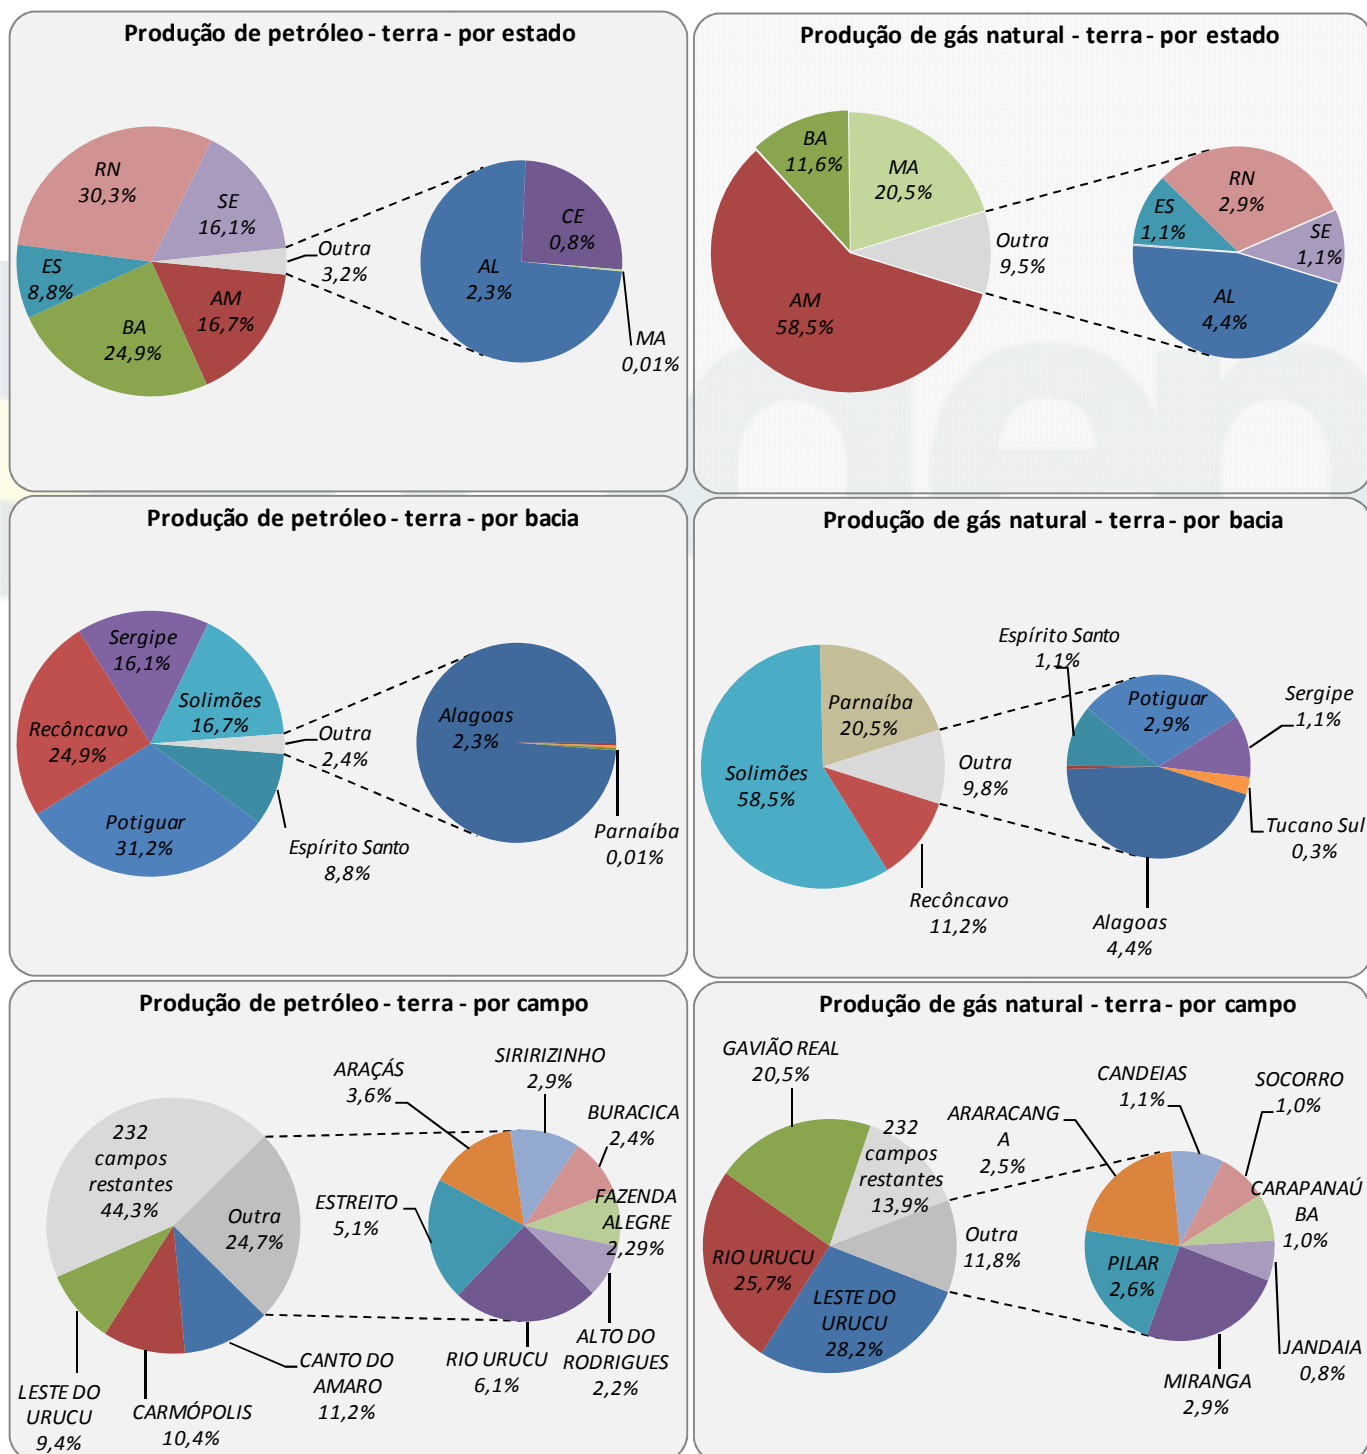 Produção de petróleo - terra - por estado
RN
30,3%
SE
16,1%
Outra
3,2%
ES
8,8%
AM
16,7%
BA
24,9%
CE
0,8%
AL
2,3%
MA
0,01%
Produção de gás natural - terra - por estado
BA
11,6%
MA
20,5%
Outra
9,5%
AM
58,5%
RN
2,9%
ES
1,1%
SE
1,1%
AL
4,4%
Produção de petróleo - terra - por bacia
Sergipe
16,1%
Solimões
16,7%
Recôncavo
24,9%
Outra
2,4%
Potiguar
31,2%
Espírito Santo
8,8%
Alagoas
2,3%
Parnaíba
0,01%
Produção de gás natural - terra - por bacia
Espírito Santo
1,1%
Parnaíba
20,5%
Potiguar
2,9%
Sergipe
1,1%
Solimões
58,5%
Outra
9,8%
Tucano Sul
0,3%
Recôncavo
11,2%
Alagoas
4,4%
Produção de petróleo - terra - por campo
232
campos
restantes
44,3%
Outra
24,7%
LESTE DO
URUCU
9,4%
CARMÓPOLIS
10,4%
CANTO DO
AMARO
11,2%
ARAÇÁS
3,6%
SIRIRIZINHO
2,9%
BURACICA
2,4%
ESTREITO
5,1%
FAZENDA
ALEGRE
2,29%
RIO URUCU
6,1%
ALTO DO
RODRIGUES
2,2%
Produção de gás natural - terra - por campo
GAVIÃO REAL
20,5%
232
campos
restantes
13,9%
Outra
11,8%
RIO URUCU
25,7%
LESTE DO
URUCU
28,2%
ARARACANG
A
2,5%
CANDEIAS
1,1%
SOCORRO
1,0%
CARAPANAÚ
BA
1,0%
PILAR
2,6%
JANDAIA
0,8%
MIRANGA
2,9%